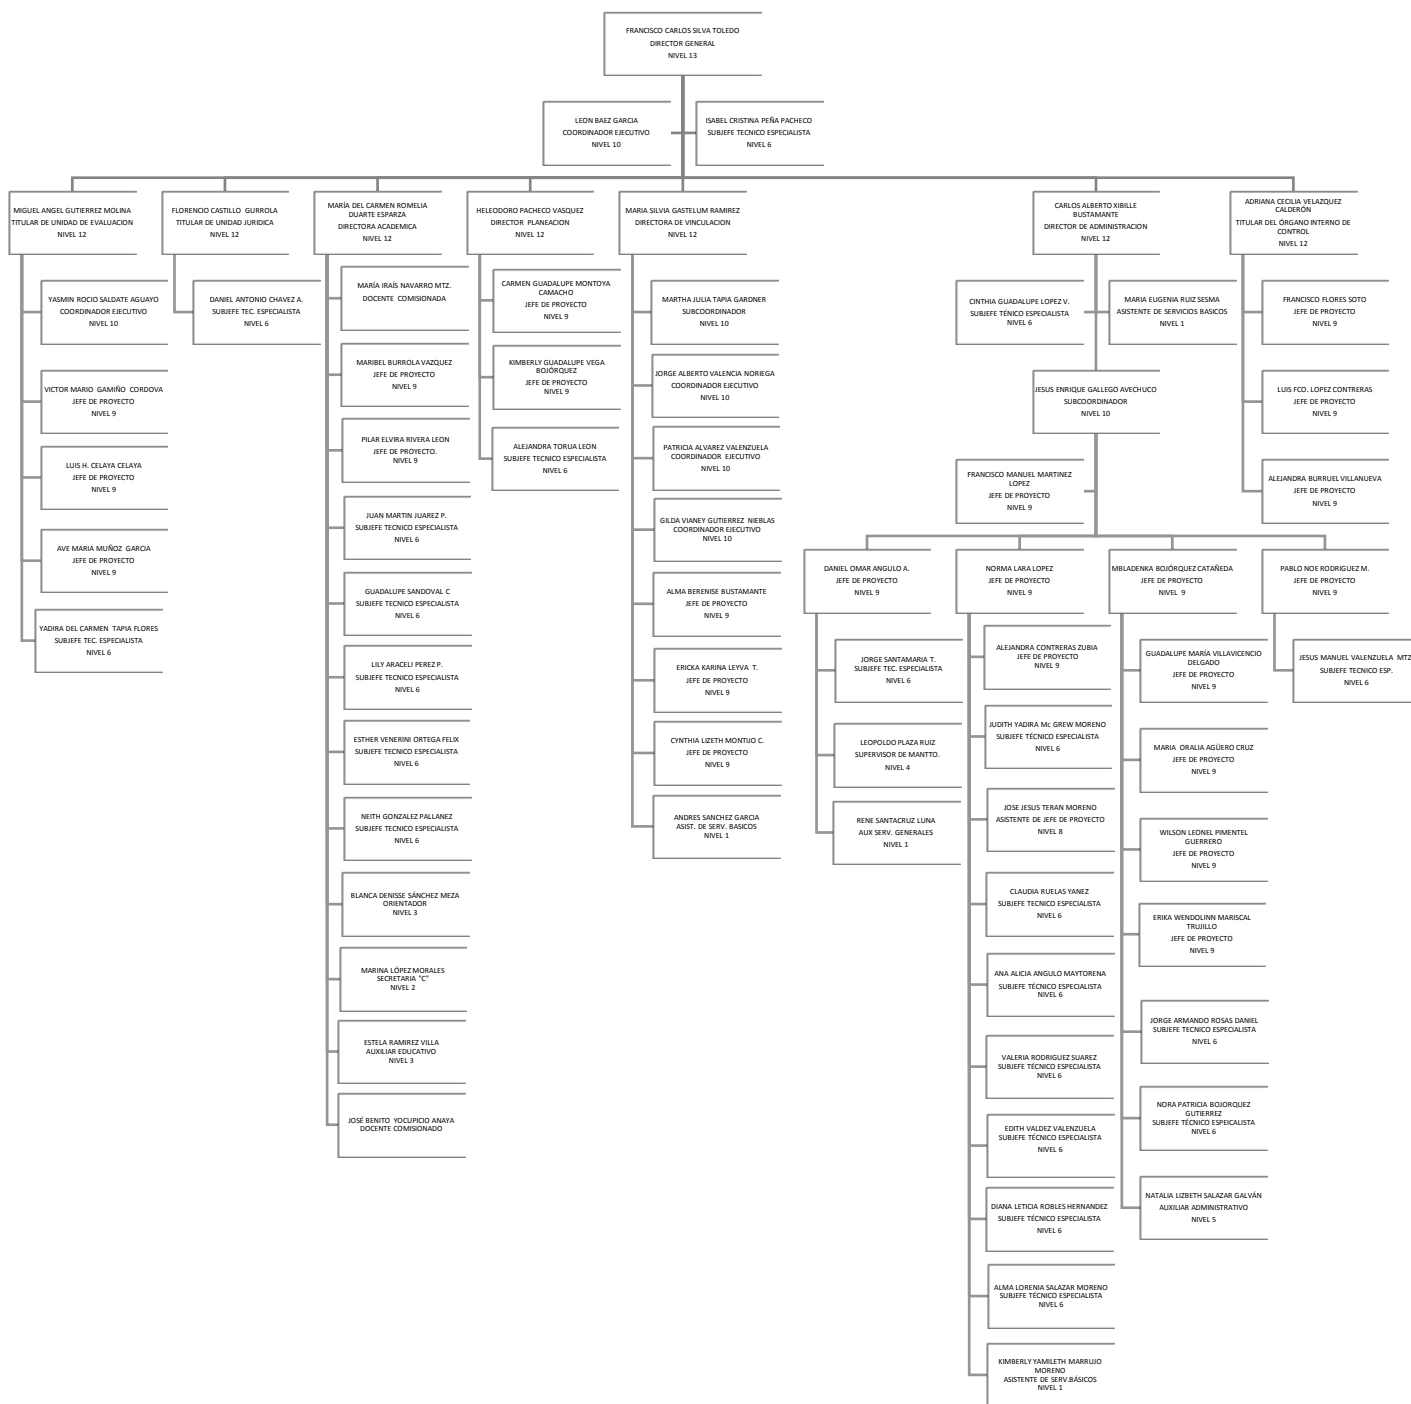 FRANCISCO CARLOS SILVA TOLEDO
DIRECTOR GENERAL
NIVEL 13
LEON BAEZ GARCIA
COORDINADOR EJECUTIVO
NIVEL 10
ISABEL CRISTINA PEÑA PACHECO
SUBJEFE TECNICO ESPECIALISTA
NIVEL 6
MIGUEL ANGEL GUTIERREZ MOLINA
TITULAR DE UNIDAD DE EVALUACION
NIVEL 12
FLORENCIO CASTILLO GURROLA
TITULAR DE UNIDAD JURIDICA
NIVEL 12
MARÍA DEL CARMEN ROMELIA
DUARTE ESPARZA
DIRECTORA ACADEMICA
NIVEL 12
HELEODORO PACHECO VASQUEZ
DIRECTOR PLANEACION
NIVEL 12
MARIA SILVIA GASTELUM RAMIREZ
DIRECTORA DE VINCULACION
NIVEL 12
CARLOS ALBERTO XIBILLE
BUSTAMANTE
DIRECTOR DE ADMINISTRACION
NIVEL 12
ADRIANA CECILIA VELAZQUEZ
CALDERÓN
TITULAR DEL ÓRGANO INTERNO DE
CONTROL
NIVEL 12
YASMIN ROCIO SALDATE AGUAYO
COORDINADOR EJECUTIVO
NIVEL 10
VICTOR MARIO GAMIÑO CORDOVA
JEFE DE PROYECTO
NIVEL 9
LUIS H. CELAYA CELAYA
JEFE DE PROYECTO
NIVEL 9
AVE MARIA MUÑOZ GARCIA
JEFE DE PROYECTO
NIVEL 9
YADIRA DEL CARMEN TAPIA FLORES
SUBJEFE TEC. ESPECIALISTA
NIVEL 6
DANIEL ANTONIO CHAVEZ A.
SUBJEFE TEC. ESPECIALISTA
NIVEL 6
MARÍA IRAÍS NAVARRO MTZ.
DOCENTE COMISIONADA
MARIBEL BURROLA VAZQUEZ
JEFE DE PROYECTO
NIVEL 9
PILAR ELVIRA RIVERA LEON
JEFE DE PROYECTO.
NIVEL 9
JUAN MARTIN JUAREZ P.
SUBJEFE TECNICO ESPECIALISTA
NIVEL 6
GUADALUPE SANDOVAL C
SUBJEFE TECNICO ESPECIALISTA
NIVEL 6
LILY ARACELI PEREZ P.
SUBJEFE TECNICO ESPECIALISTA
NIVEL 6
ESTHER VENERINI ORTEGA FELIX
SUBJEFE TECNICO ESPECIALISTA
NIVEL 6
NEITH GONZALEZ PALLANEZ
SUBJEFE TECNICO ESPECIALISTA
NIVEL 6
BLANCA DENISSE SÁNCHEZ MEZA
ORIENTADOR
NIVEL 3
MARINA LÓPEZ MORALES
SECRETARIA "C"
NIVEL 2
ESTELA RAMIREZ VILLA
AUXILIAR EDUCATIVO
NIVEL 3
JOSÉ BENITO YOCUPICIO ANAYA
DOCENTE COMISIONADO
CARMEN GUADALUPE MONTOYA
CAMACHO
JEFE DE PROYECTO
NIVEL 9
KIMBERLY GUADALUPE VEGA
BOJÓRQUEZ
JEFE DE PROYECTO
NIVEL 9
ALEJANDRA TORUA LEON
SUBJEFE TECNICO ESPECIALISTA
NIVEL 6
MARTHA JULIA TAPIA GARDNER
SUBCOORDINADOR
NIVEL 10
JORGE ALBERTO VALENCIA NORIEGA
COORDINADOR EJECUTIVO
NIVEL 10
PATRICIA ALVAREZ VALENZUELA
COORDINADOR EJECUTIVO
NIVEL 10
GILDA VIANEY GUTIERREZ NIEBLAS
COORDINADOR EJECUTIVO
NIVEL 10
ALMA BERENISE BUSTAMANTE
JEFE DE PROYECTO
NIVEL 9
ERICKA KARINA LEYVA T.
JEFE DE PROYECTO
NIVEL 9
CYNTHIA LIZETH MONTIJO C.
JEFE DE PROYECTO
NIVEL 9
ANDRES SANCHEZ GARCIA
ASIST. DE SERV. BASICOS
NIVEL 1
CINTHIA GUADALUPE LOPEZ V.
SUBJEFE TÉNICO ESPECIALISTA
NIVEL 6
MARIA EUGENIA RUIZ SESMA
ASISTENTE DE SERVICIOS BASICOS
NIVEL 1
JESUS ENRIQUE GALLEGO AVECHUCO
SUBCOORDINADOR
NIVEL 10
FRANCISCO MANUEL MARTINEZ
LOPEZ
JEFE DE PROYECTO
NIVEL 9
FRANCISCO FLORES SOTO
JEFE DE PROYECTO
NIVEL 9
LUIS FCO. LOPEZ CONTRERAS
JEFE DE PROYECTO
NIVEL 9
ALEJANDRA BURRUEL VILLANUEVA
JEFE DE PROYECTO
NIVEL 9
DANIEL OMAR ANGULO A.
JEFE DE PROYECTO
NIVEL 9
NORMA LARA LOPEZ
JEFE DE PROYECTO
NIVEL 9
MBLADENKA BOJÓRQUEZ CATAÑEDA
JEFE DE PROYECTO
NIVEL 9
PABLO NOE RODRIGUEZ M.
JEFE DE PROYECTO
NIVEL 9
JORGE SANTAMARIA T.
SUBJEFE TEC. ESPECIALISTA
NIVEL 6
LEOPOLDO PLAZA RUIZ
SUPERVISOR DE MANTTO.
NIVEL 4
RENE SANTACRUZ LUNA
AUX SERV. GENERALES
NIVEL 1
ALEJANDRA CONTRERAS ZUBIA
JEFE DE PROYECTO
NIVEL 9
JUDITH YADIRA Mc GREW MORENO
SUBJEFE TÉCNICO ESPECIALISTA
NIVEL 6
JOSE JESUS TERAN MORENO
ASISTENTE DE JEFE DE PROYECTO
NIVEL 8
CLAUDIA RUELAS YANEZ
SUBJEFE TECNICO ESPECIALISTA
NIVEL 6
ANA ALICIA ANGULO MAYTORENA
SUBJEFE TÉCNICO ESPECIALISTA
NIVEL 6
VALERIA RODRIGUEZ SUAREZ
SUBJEFE TÉCNICO ESPECIALISTA
NIVEL 6
EDITH VALDEZ VALENZUELA
SUBJEFE TÉCNICO ESPECIALISTA
NIVEL 6
DIANA LETICIA ROBLES HERNANDEZ
SUBJEFE TÉCNICO ESPECIALISTA
NIVEL 6
ALMA LORENIA SALAZAR MORENO
SUBJEFE TÉCNICO ESPECIALISTA
NIVEL 6
KIMBERLY YAMILETH MARRUJO
MORENO
ASISTENTE DE SERV.BÁSICOS
NIVEL 1
GUADALUPE MARÍA VILLAVICENCIO
DELGADO
JEFE DE PROYECTO
NIVEL 9
MARIA ORALIA AGÜERO CRUZ
JEFE DE PROYECTO
NIVEL 9
WILSON LEONEL PIMENTEL
GUERRERO
JEFE DE PROYECTO
NIVEL 9
ERIKA WENDOLINN MARISCAL
TRUJILLO
JEFE DE PROYECTO
NIVEL 9
JORGE ARMANDO ROSAS DANIEL
SUBJEFE TECNICO ESPECIALISTA
NIVEL 6
NORA PATRICIA BOJORQUEZ
GUTIERREZ
SUBJEFE TÉCNICO ESPEICALISTA
NIVEL 6
NATALIA LIZBETH SALAZAR GALVÁN
AUXILIAR ADMINISTRATIVO
NIVEL 5
JESUS MANUEL VALENZUELA MTZ
SUBJEFE TECNICO ESP.
NIVEL 6